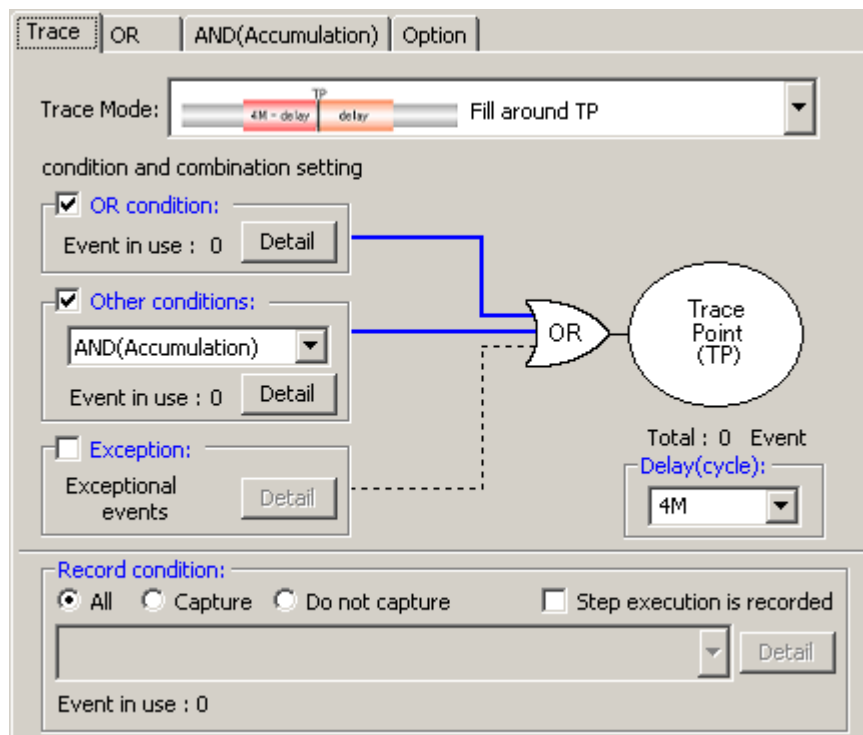 Trace OR AND(Accumulation) Option
Trace Mode: TP 4M - delay delay Fill around TP
condition and combination setting
OR condition:
Event in use : 0 Detail
Other conditions:
AND(Accumulation)
Event in use : 0 Detail
Exception:
Exceptional
events
Detail
OR
Trace
Point
(TP)
Total : 0 Event
Delay(cycle):
4M
Record condition:
All Capture Do not capture Step execution is recorded
Detail
Event in use : 0